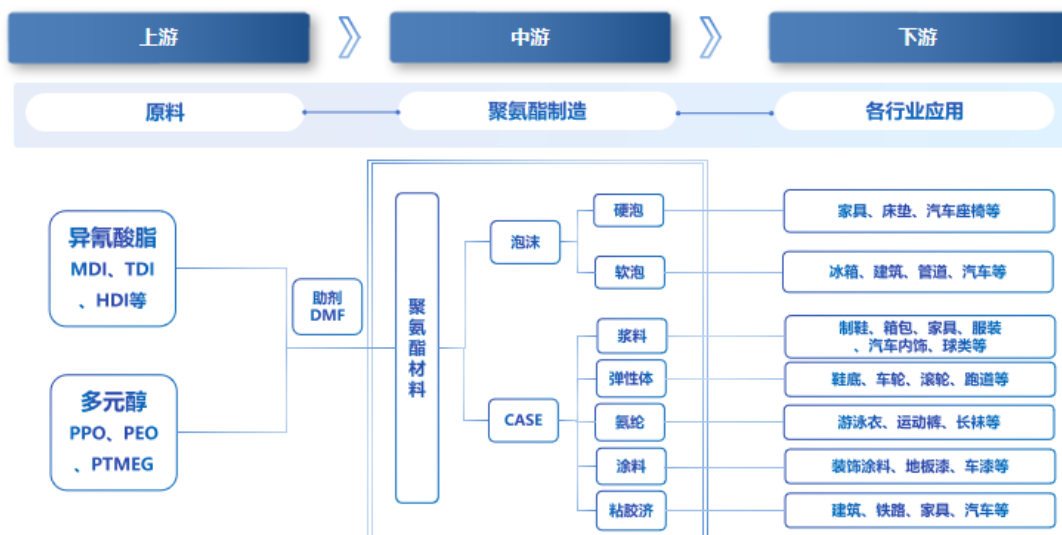 上游
中游
下游
原料
聚氨酯制造
各行业应用
异氰酸脂
MDI、TDI
、HDI等
多元醇
PPO、PEO
、PTMEG
助剂
DMF
聚氨酯材料
泡沫
CASE
硬泡
软泡
浆料
弹性体
氨纶
涂料
粘胶济
家具、床垫、汽车座椅等
冰箱、建筑、管道、汽车等
制鞋、箱包、家具、服装
、汽车内饰、球类等
鞋底、车轮、滚轮、跑道等
游泳衣、运动裤、长袜等
装饰涂料、地板漆、车漆等
建筑、铁路、家具、汽车等